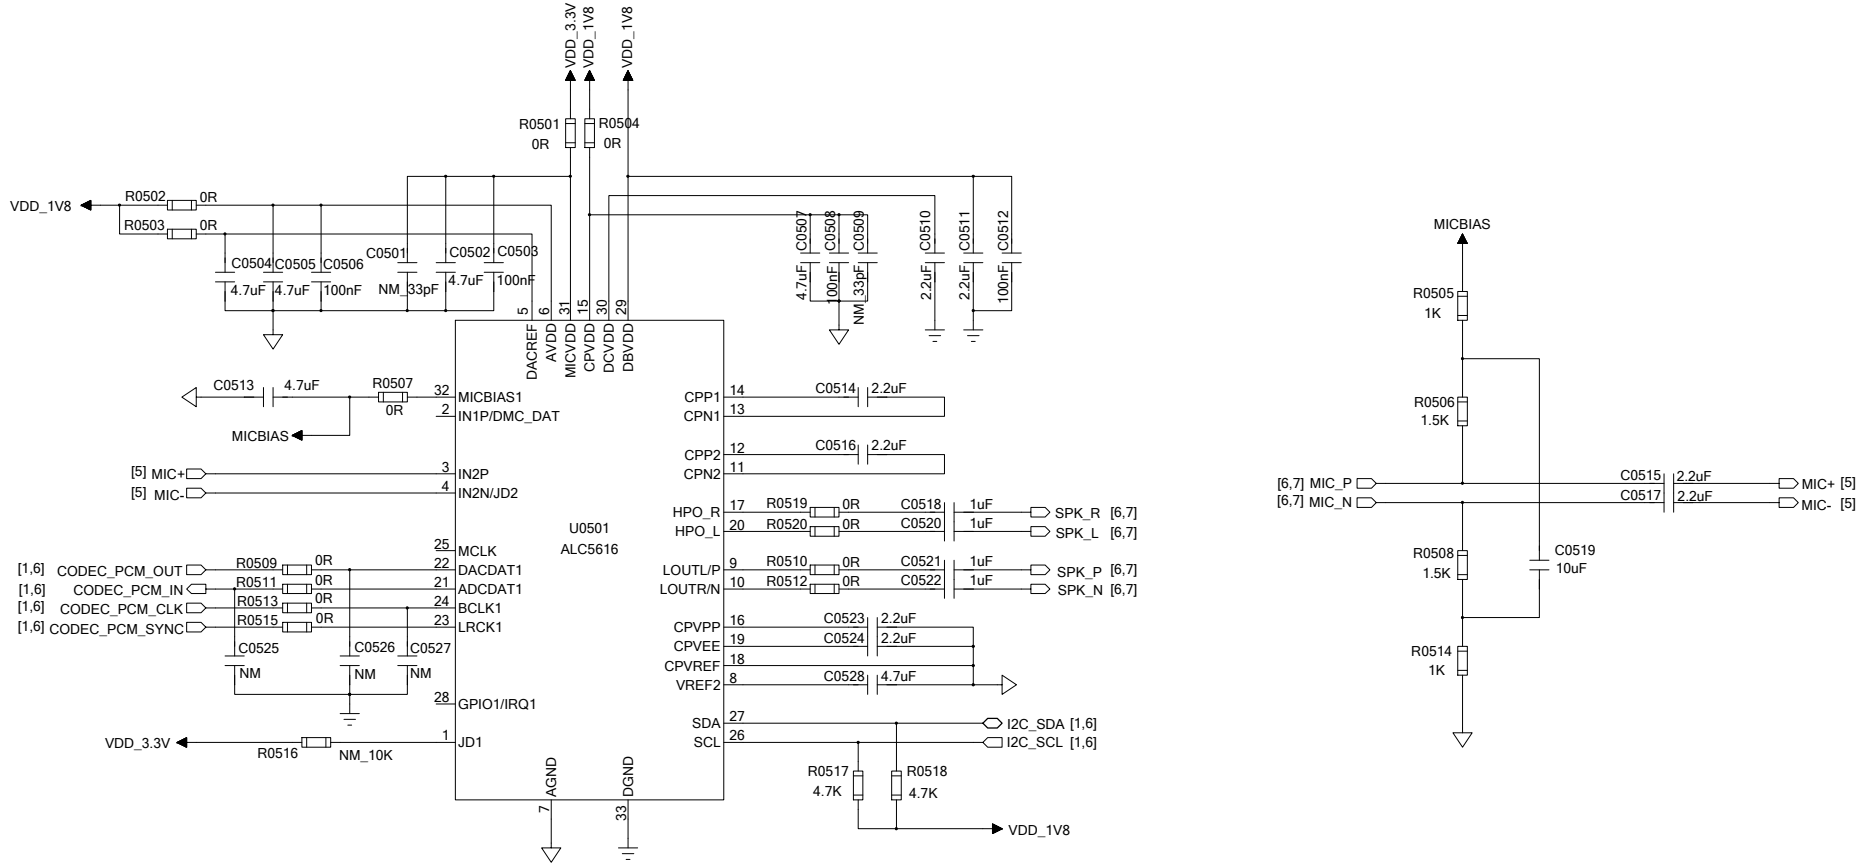 VDD_3.3V
VDD_1V8
VDD_1V8
R0501
0R
R0504
0R
VDD_1V8
R0502
0R
R0503
0R
C0504
4.7uF
C0505
4.7uF
C0506
100nF
C0501
NM_33pF
C0502
4.7uF
C0503
100nF
C0507
4.7uF
C0508
100nF
C0509
NM_33pF
C0510
2.2uF
C0511
2.2uF
C0512
100nF
5
6
31
15
30
29
DACREF
AVDD
MICVDD
CPVDD
DCVDD
DBVDD
C0513
4.7uF
R0507
0R
32
MICBIAS1
2
IN1P/DMC_DAT
MICBIAS
[5] MIC+
3
IN2P
[5] MIC-
4
IN2N/JD2
U0501
ALC5616
25
MCLK
[1,6] CODEC_PCM_OUT
R0509
0R
22
DACDAT1
[1,6] CODEC_PCM_IN
R0511
0R
21
ADCDAT1
[1,6] CODEC_PCM_CLK
R0513
0R
24
BCLK1
[1,6] CODEC_PCM_SYNC
R0515
0R
23
LRCK1
C0525
NM
C0526
NM
C0527
NM
28
GPIO1/IRQ1
VDD_3.3V
R0516
NM_10K
1
JD1
AGND
7
DGND
33
CPP1
14
C0514
2.2uF
CPN1
13
CPP2
12
C0516
2.2uF
CPN2
11
HPO_R
17
R0519
0R
C0518
1uF
SPK_R [6,7]
HPO_L
20
R0520
0R
C0520
1uF
SPK_L [6,7]
LOUTL/P
9
R0510
0R
C0521
1uF
SPK_P [6,7]
LOUTR/N
10
R0512
0R
C0522
1uF
SPK_N [6,7]
CPVPP
16
C0523
2.2uF
CPVEE
19
C0524
2.2uF
CPVREF
18
VREF2
8
C0528
4.7uF
SDA
27
I2C_SDA [1,6]
SCL
26
I2C_SCL [1,6]
R0517
4.7K
R0518
4.7K
VDD_1V8
MICBIAS
R0505
1K
R0506
1.5K
[6,7] MIC_P
C0515
2.2uF
MIC+ [5]
[6,7] MIC_N
C0517
2.2uF
MIC- [5]
R0508
1.5K
C0519
10uF
R0514
1K